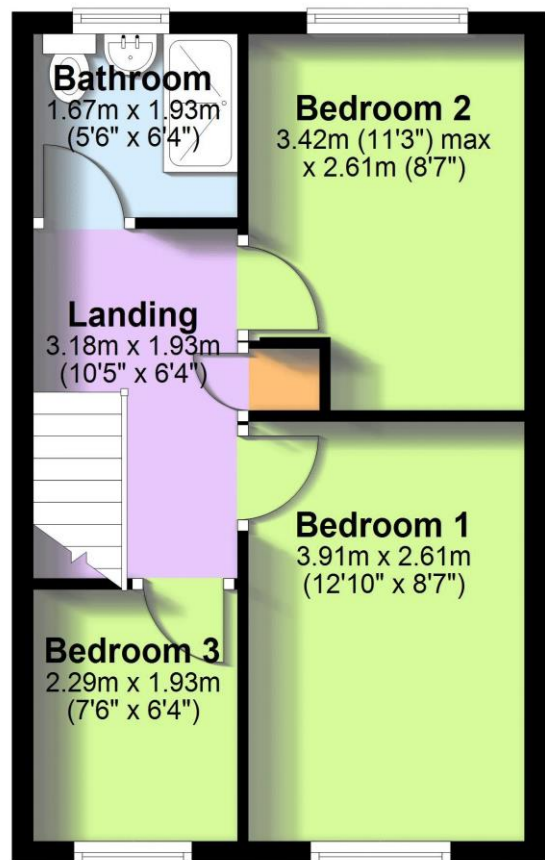 Bathroom
1.67m x 1.93m
(5'6" x 6'4")
Bedroom 2
3.42m (11'3") max
x 2.61m (8'7")
Landing
3.18m x 1.93m
(10'5" x 6'4")
Bedroom 1
3.91m x 2.61m
(12'10" x 8'7")
Bedroom 3
2.29m x 1.93m
(7'6" x 6'4")